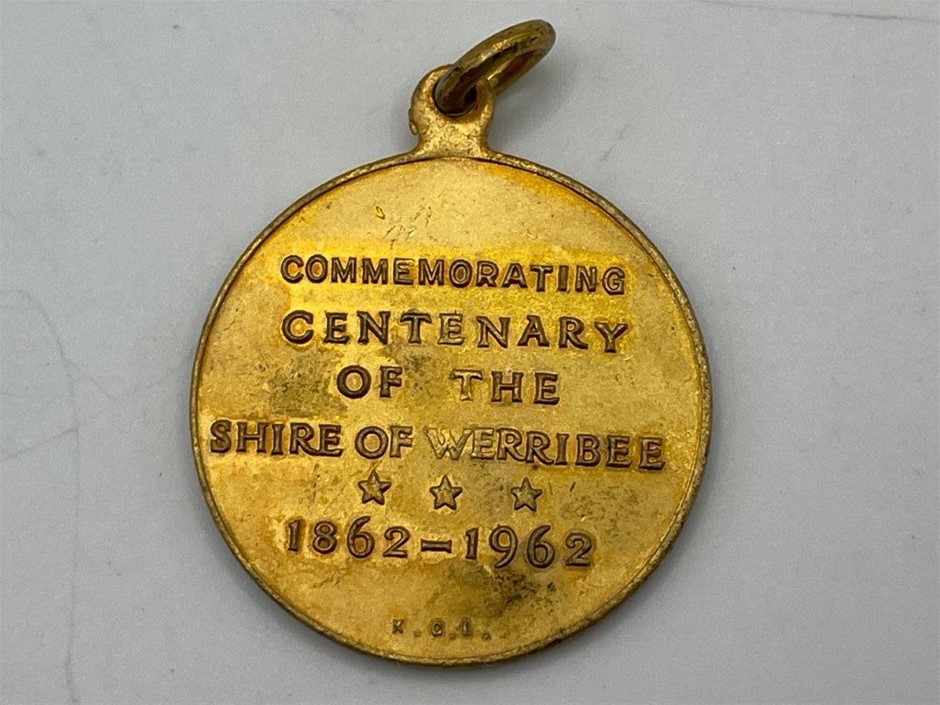 COMMEMORATING
CENTENARY
OF THE
SHIRE OF WERRIBEE
1862-1962
K.G.L.